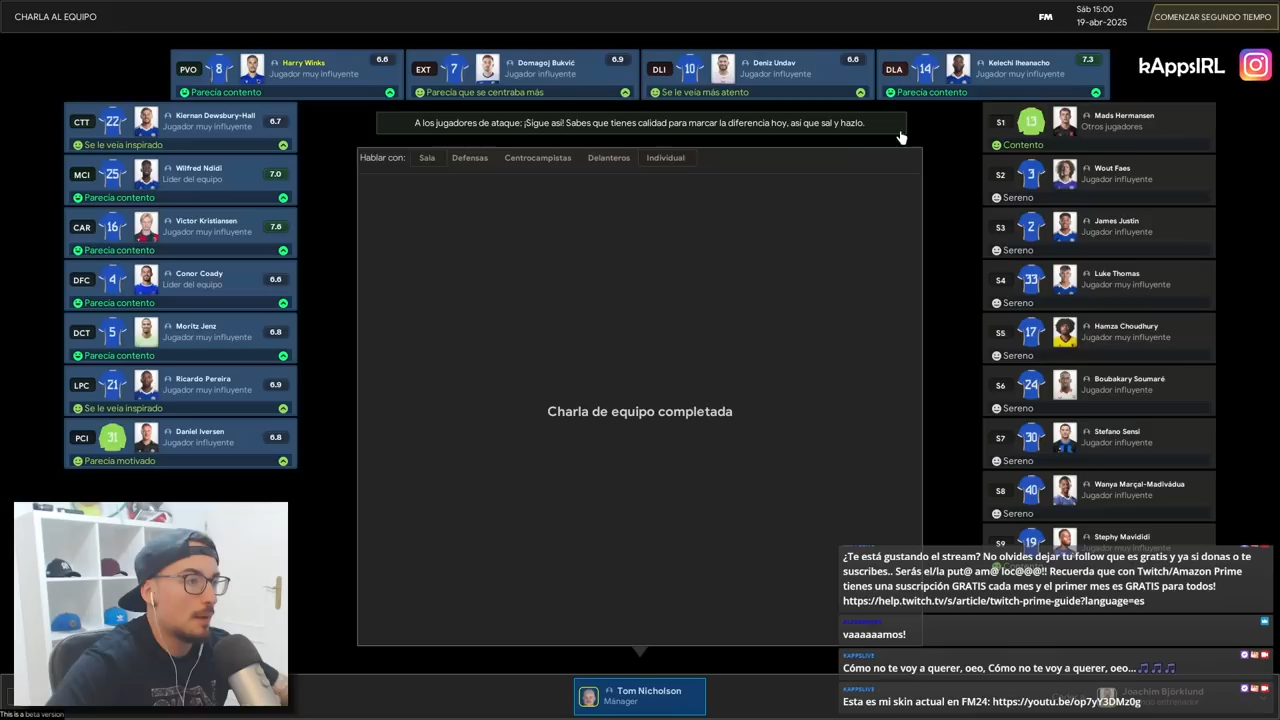 CHARLA AL EQUIPO
FM
Sáb 15:00
19-abr-2025
COMENZAR SEGUNDO TIEMPO
PVO 8 Harry Winks 6.6
Jugador muy influyente
Parecía contento
EXT 7 Domagoj Bukvić 6.9
Jugador influyente
Parecía que se centraba más
DLI 10 Deniz Undav 6.6
Jugador muy influyente
Se le veía más atento
DLA 14 Kelechi Iheanacho 7.3
Jugador muy influyente
Parecía contento
kAppsIRL
CTT 22 Kiernan Dewsbury-Hall 6.7
Jugador muy influyente
Se le veía inspirado
MCI 25 Wilfred Ndidi 7.0
Líder del equipo
Parecía contento
CAR 16 Victor Kristiansen 7.6
Jugador muy influyente
Parecía contento
DFC 4 Conor Coady 6.6
Líder del equipo
Parecía contento
DCT 5 Moritz Jenz 6.8
Jugador muy influyente
Parecía contento
LPC 21 Ricardo Pereira 6.9
Jugador muy influyente
Se le veía inspirado
PCI 31 Daniel Iversen 6.8
Jugador influyente
Parecía motivado
A los jugadores de ataque: ¡Sigue así! Sabes que tienes calidad para marcar la diferencia hoy, así que sal y hazlo.
Hablar con: Sala Defensas Centrocampistas Delanteros Individual
Charla de equipo completada
S1 13 Mads Hermansen
Otros jugadores
Contento
S2 3 Wout Faes
Jugador influyente
Sereno
S3 2 James Justin
Jugador influyente
Sereno
S4 33 Luke Thomas
Jugador muy influyente
Sereno
S5 17 Hamza Choudhury
Jugador muy influyente
Sereno
S6 24 Boubakary Soumaré
Jugador influyente
Sereno
S7 30 Stefano Sensi
Jugador influyente
Sereno
S8 40 Wanya Marçal-Madivádua
Jugador influyente
Sereno
S9 19 Stephy Mavididi
¿Te está gustando el stream? No olvides dejar tu follow que es gratis y ya si donas o te
suscribes.. Serás el/la put@ am@ loc@@@!! Recuerda que con Twitch/Amazon Prime
tienes una suscripción GRATIS cada mes y el primer mes es GRATIS para todos!
https://help.twitch.tv/s/article/twitch-prime-guide?language=es
vaaaaaamos!
KAPPSLIVE
Cómo no te voy a querer, oeo, Cómo no te voy a querer, oeo...
KAPPSLIVE
Esta es mi skin actual en FM24: https://youtu.be/op7yY3DMz0g
Joachim Björklund
Tom Nicholson
Mánager
This is a beta version